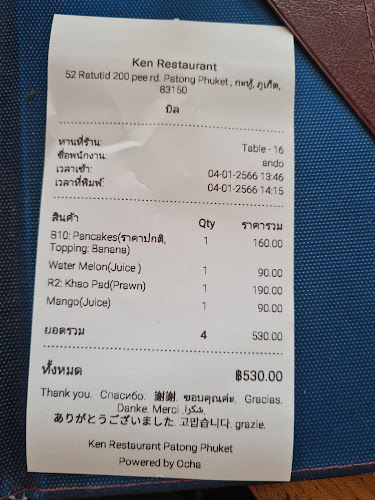 Ken Restaurant
52 Ratutid 200 pee rd. Patong Phuket , กะทู้, ภูเก็ต,
83150
บิล
ทานที่ร้าน: Table - 16
ชื่อพนักงาน: ando
เวลาเข้า: 04-01-2566 13:46
เวลาที่พิมพ์: 04-01-2566 14:15
สินค้า Qty ราคารวม
B10: Pancakes(ราคาปกติ, 1 160.00
Topping: Banana)
Water Melon(Juice ) 1 90.00
R2: Khao Pad(Prawn) 1 190.00
Mango(Juice) 1 90.00
ยอดรวม 4 530.00
ทั้งหมด ฿530.00
Thank you. Спасибо. 謝謝. ขอบคุณค่ะ. Gracias.
Danke. Merci .شكرا.
ありがとうございました. 고맙습니다. grazie.
Ken Restaurant Patong Phuket
Powered by Ocha